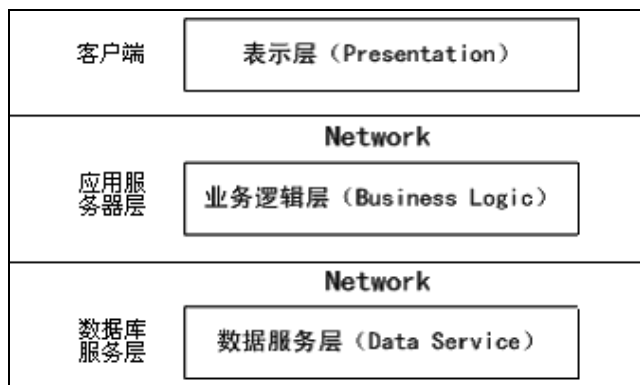 客户端
表示层（Presentation）
Network
应用服
务器层
业务逻辑层（Business Logic）
Network
数据库
服务层
数据服务层（Data Service）